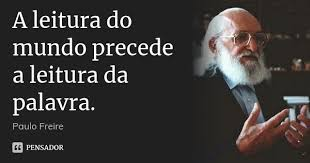 A leitura do
mundo precede
a leitura da
palavra.
Paulo Freire
PENSADOR